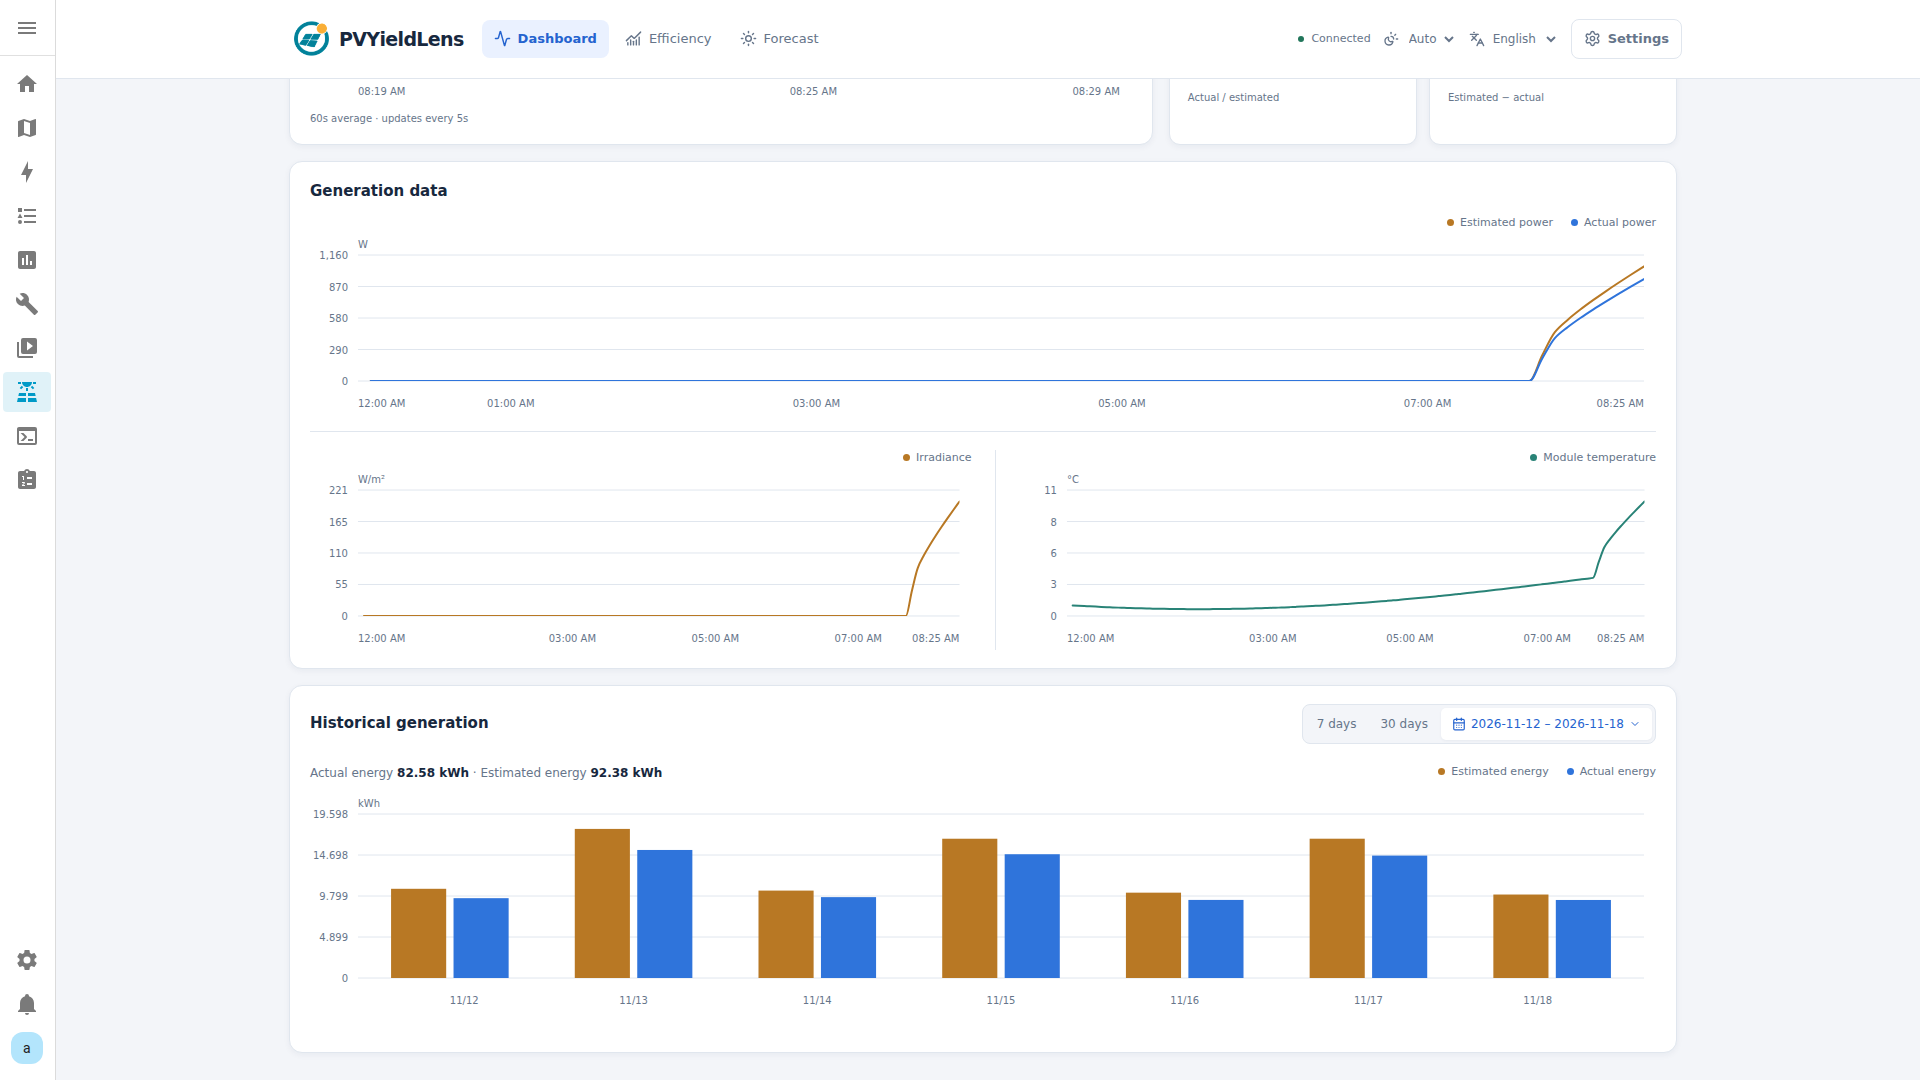 PVYieldLens
Dashboard
Efficiency
Forecast
Connected
Auto
English
Settings
08:19 AM
08:25 AM
08:29 AM
60s average · updates every 5s
Actual / estimated
Estimated − actual
Generation data
Estimated power
Actual power
W
1,160
870
580
290
0
12:00 AM
01:00 AM
03:00 AM
05:00 AM
07:00 AM
08:25 AM
Irradiance
W/m²
221
165
110
55
0
12:00 AM
03:00 AM
05:00 AM
07:00 AM
08:25 AM
Module temperature
°C
11
8
6
3
0
12:00 AM
03:00 AM
05:00 AM
07:00 AM
08:25 AM
Historical generation
7 days
30 days
2026-11-12 – 2026-11-18
Actual energy 82.58 kWh · Estimated energy 92.38 kWh
Estimated energy
Actual energy
kWh
19.598
14.698
9.799
4.899
0
11/12
11/13
11/14
11/15
11/16
11/17
11/18
a